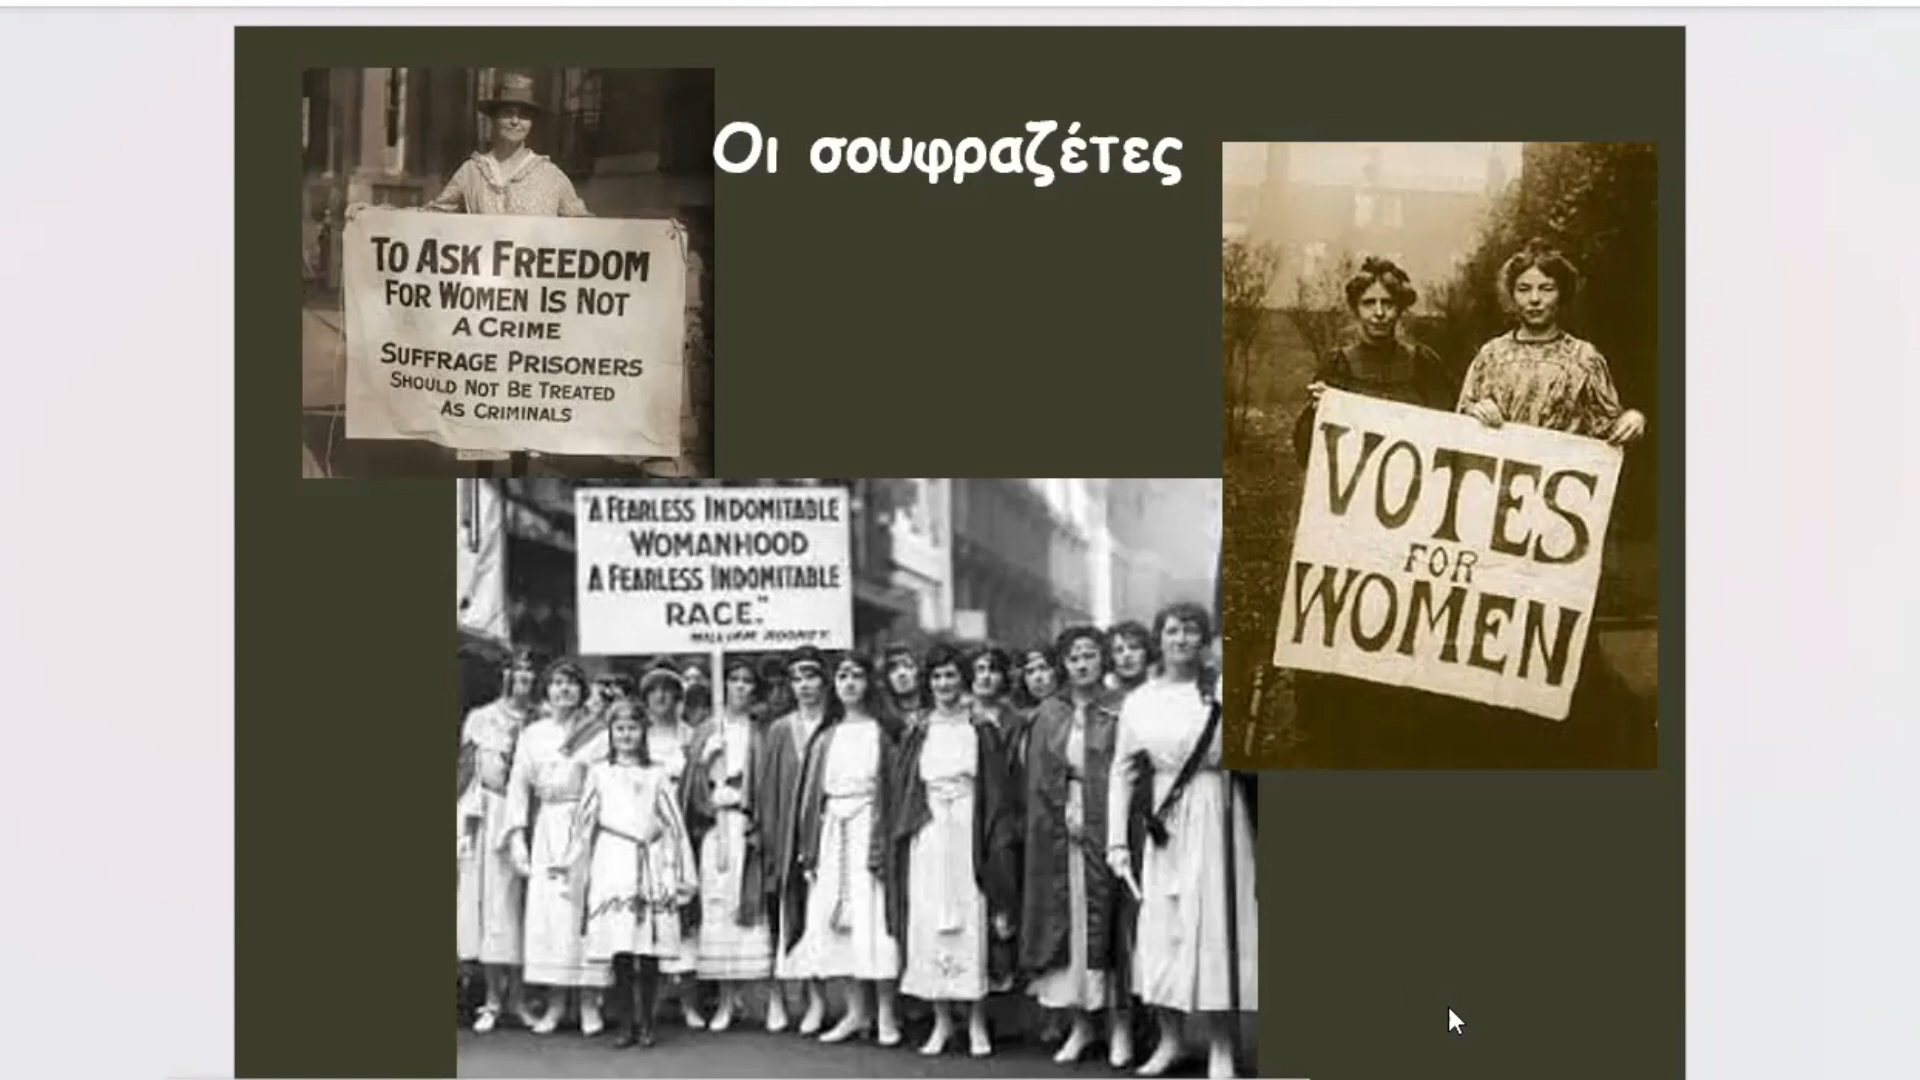 Οι σουφραζέτες
TO ASK FREEDOM
FOR WOMEN IS NOT
A CRIME
SUFFRAGE PRISONERS
SHOULD NOT BE TREATED
AS CRIMINALS
VOTES
FOR
WOMEN
"A FEARLESS INDOMITABLE
WOMANHOOD
A FEARLESS INDOMITABLE
RACE."